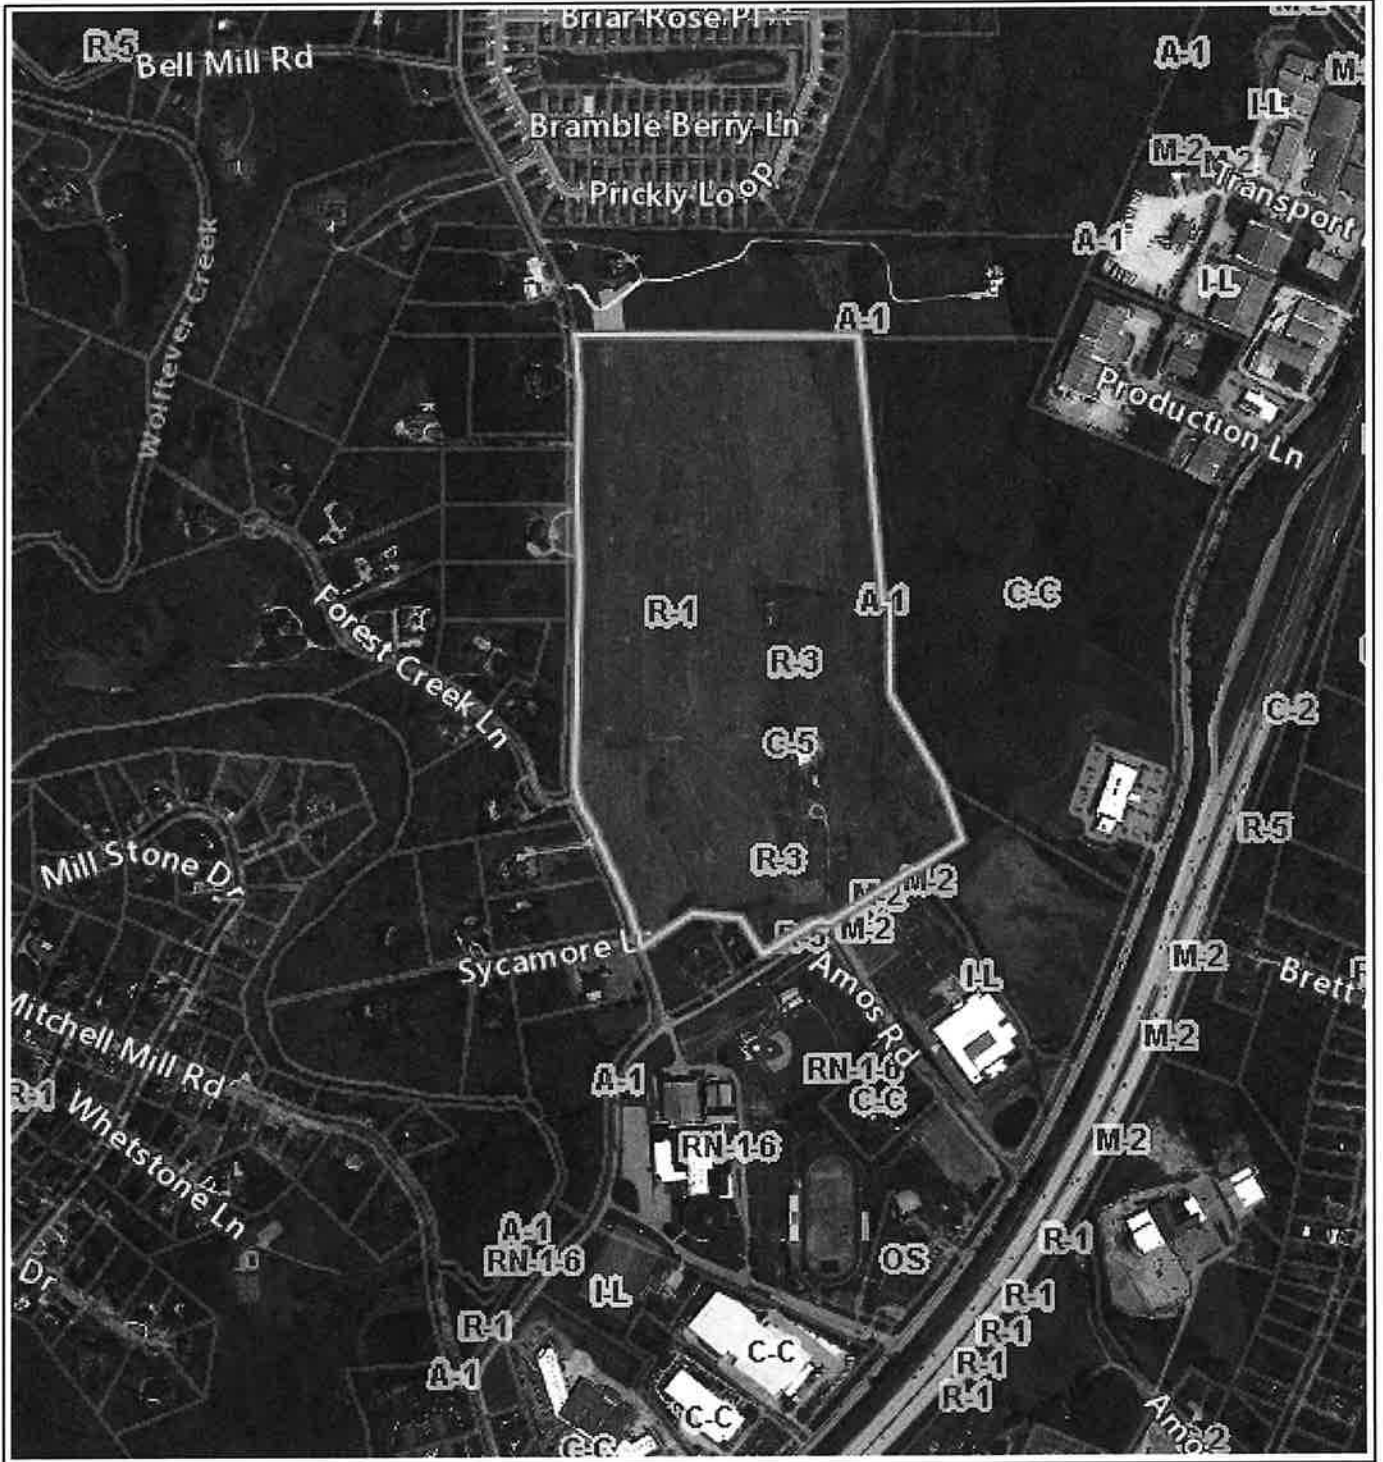 Briar Rose Pl
R-5
Bell Mill Rd
A-1
I-L
Bramble Berry Ln
M-2
M-2
Prickly Loop
Transport
A-1
I-L
Wolftever Creek
A-1
Production Ln
R-1
A-1
C-C
Forest Creek Ln
R-3
C-2
C-5
R-5
Mill Stone Dr
R-3
M-2
M-2
R-5
M-2
Sycamore
M-2
Amos Rd
I-L
Brett
Mitchell Mill Rd
M-2
RN-1-6
A-1
R-1
C-C
Whetstone Ln
M-2
RN-1-6
A-1
RN-1-6
OS
R-1
Dr
I-L
R-1
R-1
R-1
C-C
R-1
A-1
R-1
C-C
C-C